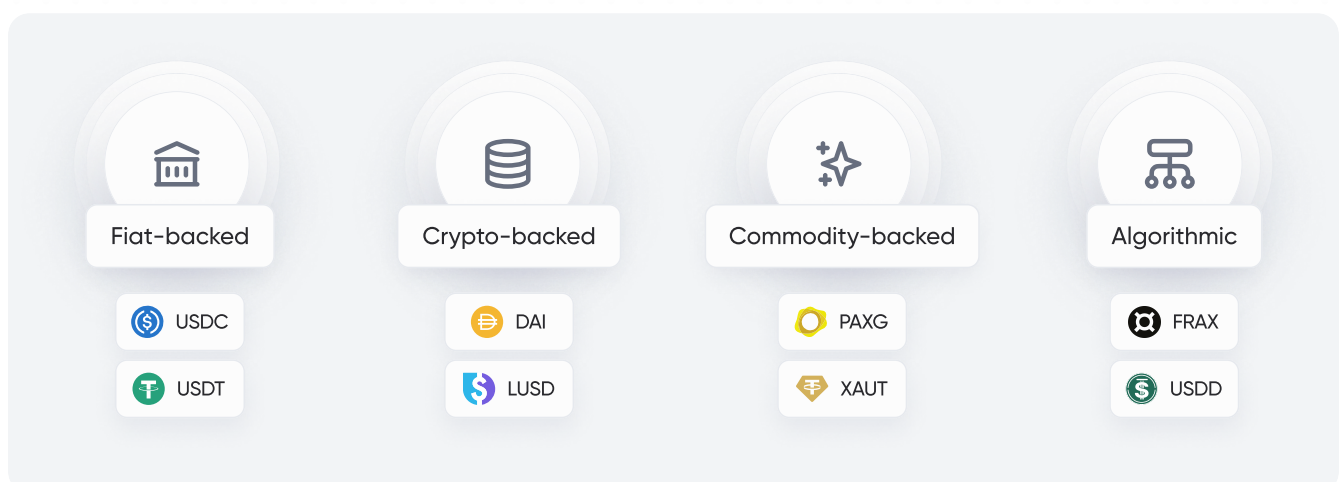 Fiat-backed
USDC
USDT
Crypto-backed
DAI
LUSD
Commodity-backed
PAXG
XAUT
Algorithmic
FRAX
USDD